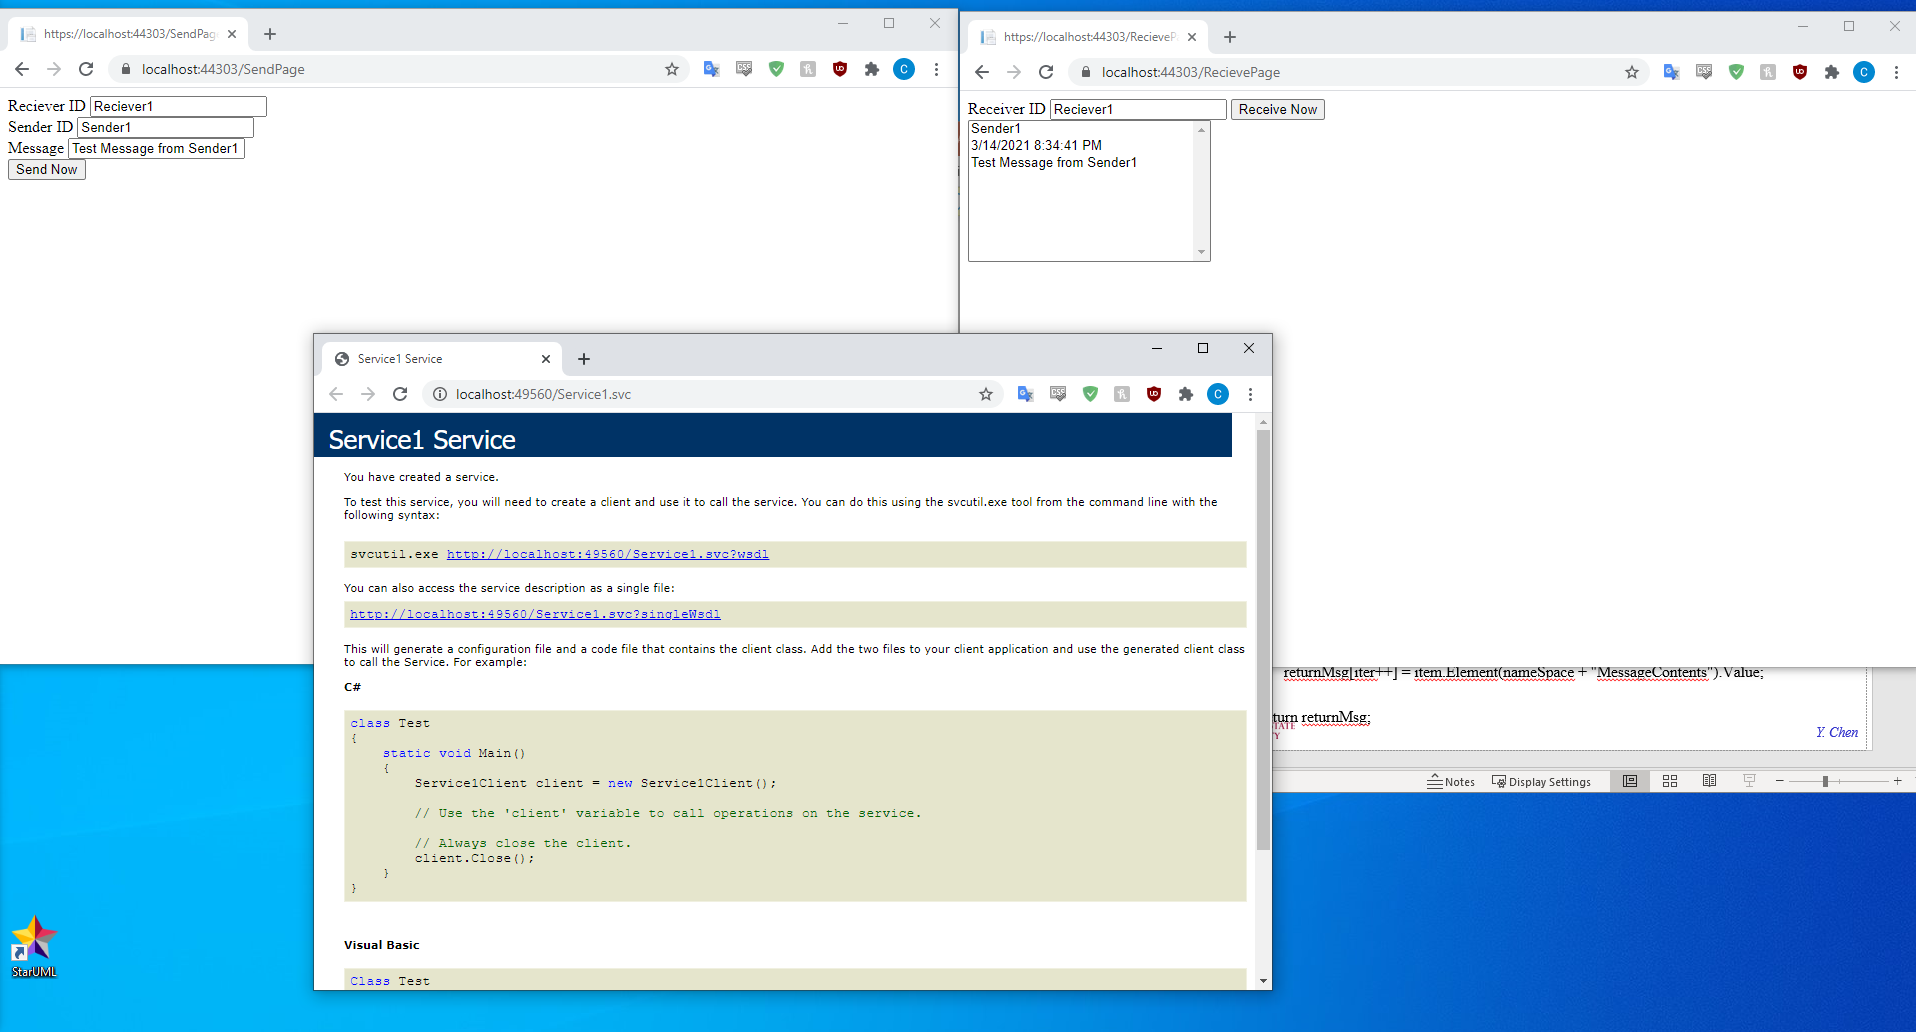 https://localhost:44303/SendPag
localhost:44303/SendPage
Reciever ID Reciever1
Sender ID Sender1
Message Test Message from Sender1
Send Now
https://localhost:44303/RecieveP
localhost:44303/RecievePage
Receiver ID Reciever1 Receive Now
Sender1
3/14/2021 8:34:41 PM
Test Message from Sender1
Service1 Service
localhost:49560/Service1.svc
Service1 Service
You have created a service.
To test this service, you will need to create a client and use it to call the service. You can do this using the svcutil.exe tool from the command line with the
following syntax:
svcutil.exe http://localhost:49560/Service1.svc?wsdl
You can also access the service description as a single file:
http://localhost:49560/Service1.svc?singleWsdl
This will generate a configuration file and a code file that contains the client class. Add the two files to your client application and use the generated client class
to call the Service. For example:
C#
class Test
{
static void Main()
{
Service1Client client = new Service1Client();
// Use the 'client' variable to call operations on the service.
// Always close the client.
client.Close();
}
}
Visual Basic
Class Test
returnMsg[iter++] = item.Element(nameSpace + "MessageContents").Value;
turn returnMsg;
Y. Chen
Notes Display Settings
StarUML